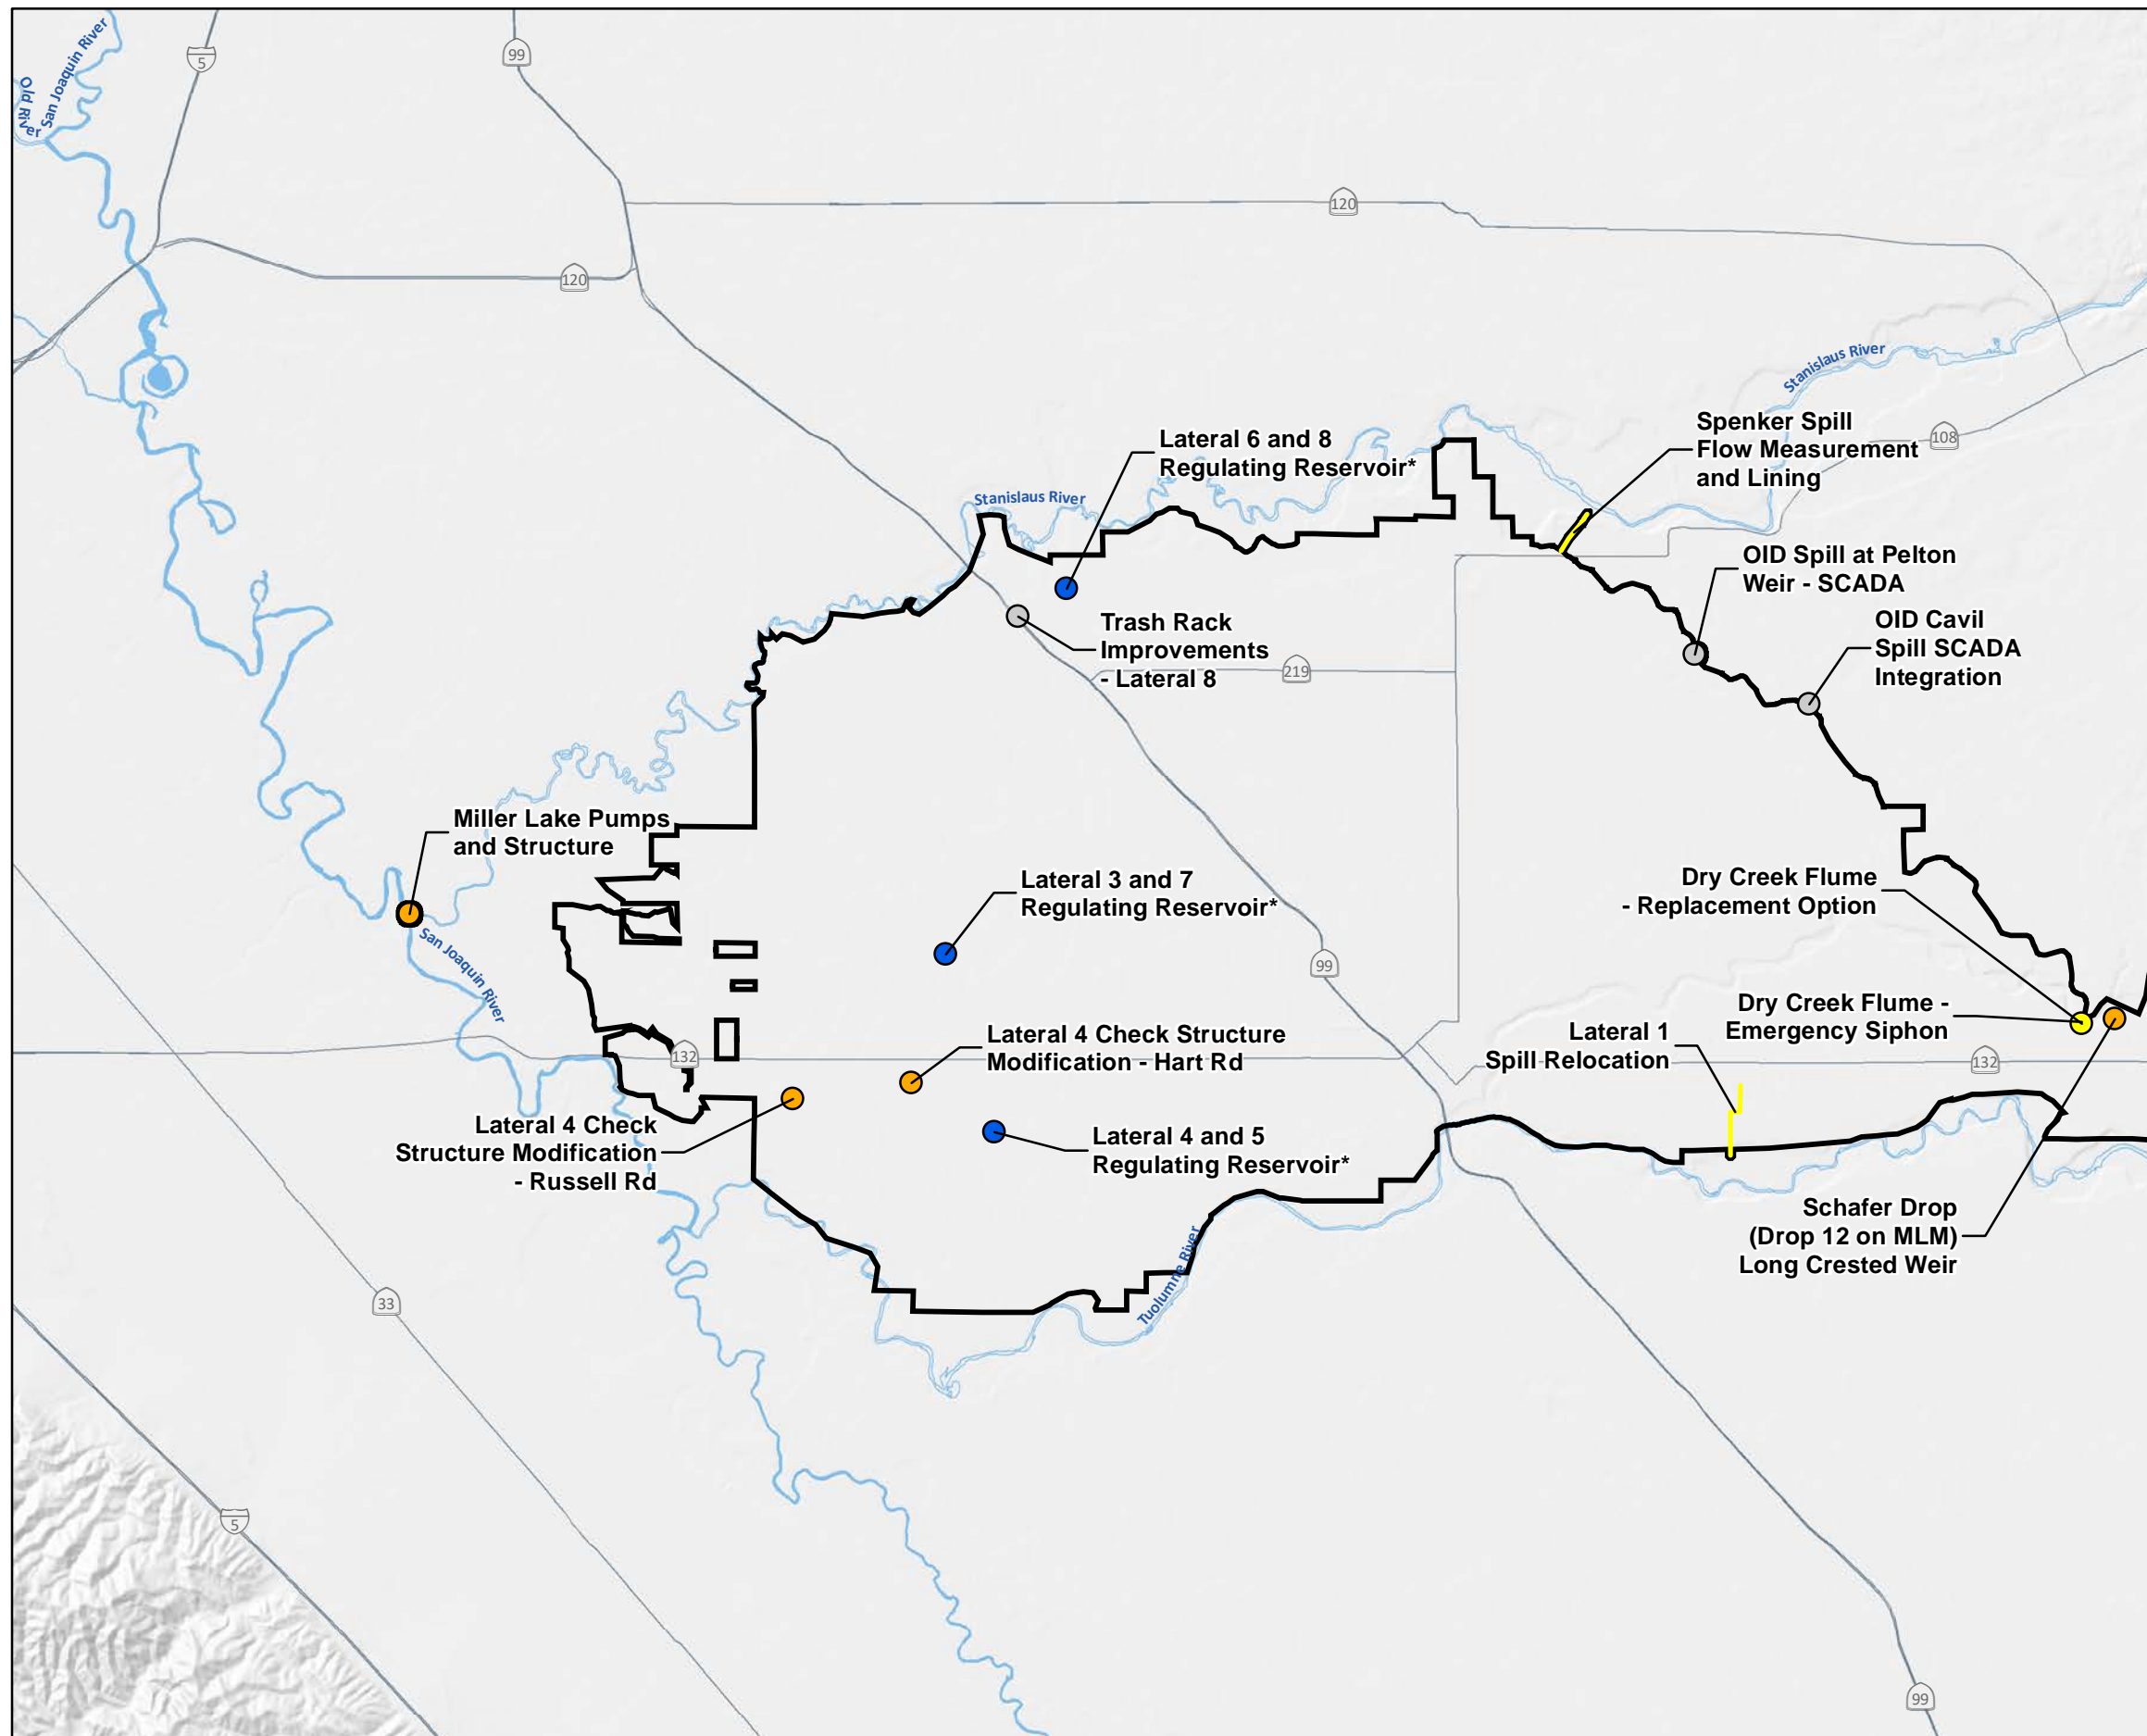 Old River
San Joaquin River
5
99
120
120
Stanislaus River
108
Spenker Spill
Flow Measurement
and Lining
Lateral 6 and 8
Regulating Reservoir*
Stanislaus River
OID Spill at Pelton
Weir - SCADA
OID Cavil
Spill SCADA
Integration
Trash Rack
Improvements
- Lateral 8
219
Miller Lake Pumps
and Structure
Lateral 3 and 7
Regulating Reservoir*
Dry Creek Flume
- Replacement Option
San Joaquin River
99
Dry Creek Flume -
Emergency Siphon
Lateral 1
Spill Relocation
Lateral 4 Check Structure
Modification - Hart Rd
132
132
Lateral 4 Check
Structure Modification
- Russell Rd
Lateral 4 and 5
Regulating Reservoir*
Schafer Drop
(Drop 12 on MLM)
Long Crested Weir
Tuolumne River
33
5
99